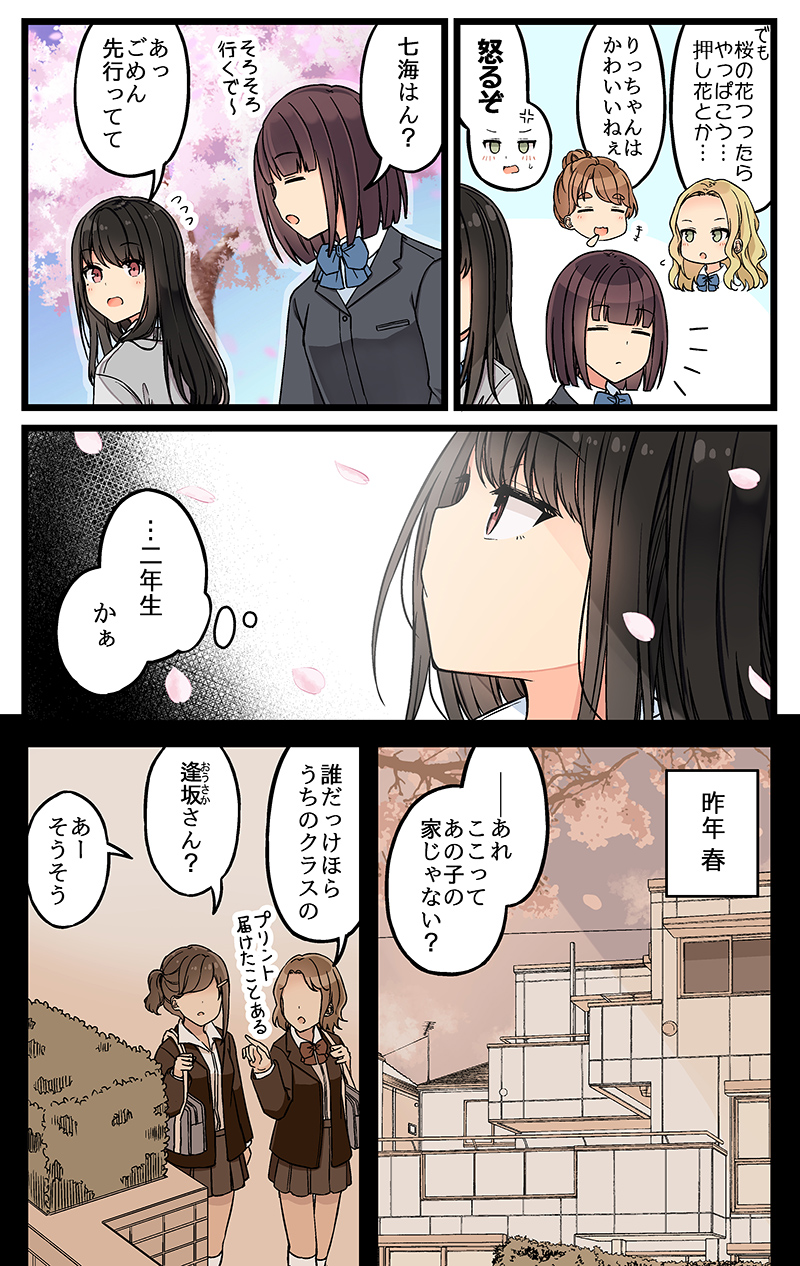 でも
桜の花つったら
やっぱこう…
押し花とか…
りっちゃんは
かわいいねぇ
怒るぞ
まぁ
七海はん?
そろそろ
行くで〜
あっ
ごめん
先行ってて
…二年生
かぁ
昨年 春
――あれ
ここって
あの子の
家じゃない?
誰だっけほら
うちのクラスの
逢坂さん?
おうさか
プリント
届けたことある
あー
そうそう